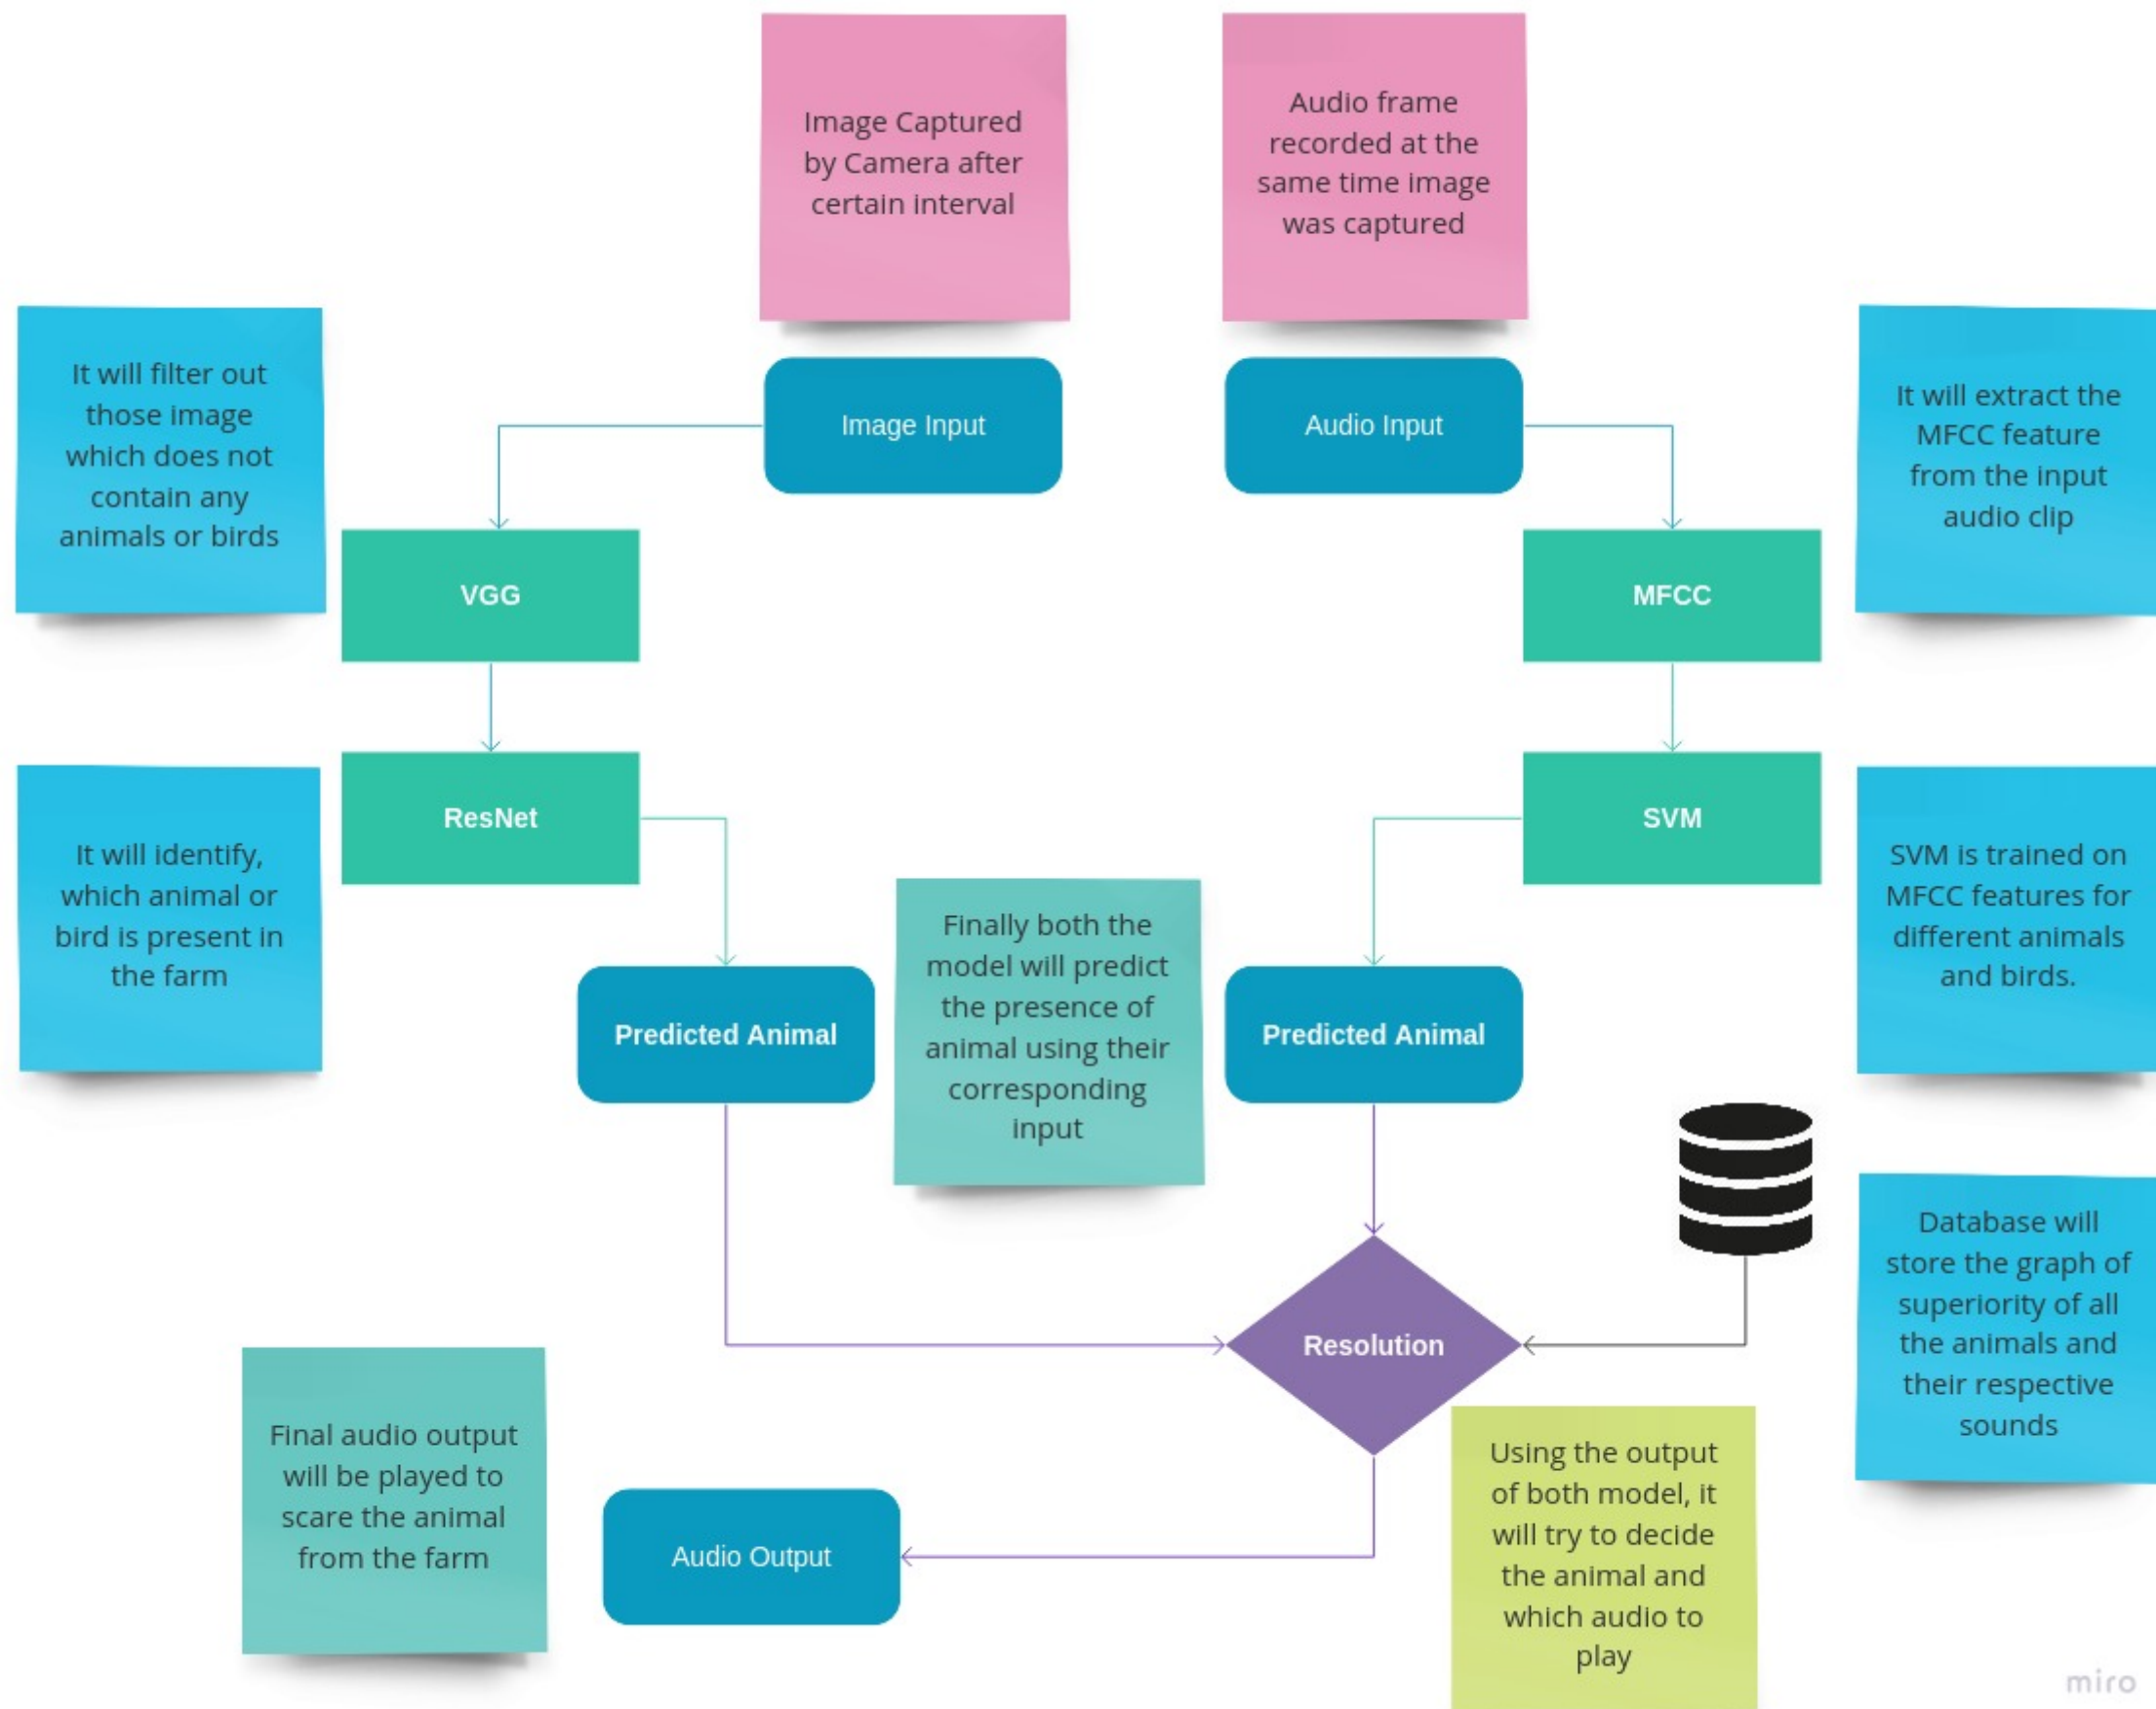 Image Captured
by Camera after
certain interval
Audio frame
recorded at the
same time image
was captured
It will filter out
those image
which does not
contain any
animals or birds
Image Input
Audio Input
It will extract the
MFCC feature
from the input
audio clip
VGG
MFCC
ResNet
SVM
It will identify,
which animal or
bird is present in
the farm
Finally both the
model will predict
the presence of
animal using their
corresponding
input
SVM is trained on
MFCC features for
different animals
and birds.
Predicted Animal
Predicted Animal
Database will
store the graph of
superiority of all
the animals and
their respective
sounds
Resolution
Final audio output
will be played to
scare the animal
from the farm
Audio Output
Using the output
of both model, it
will try to decide
the animal and
which audio to
play
miro